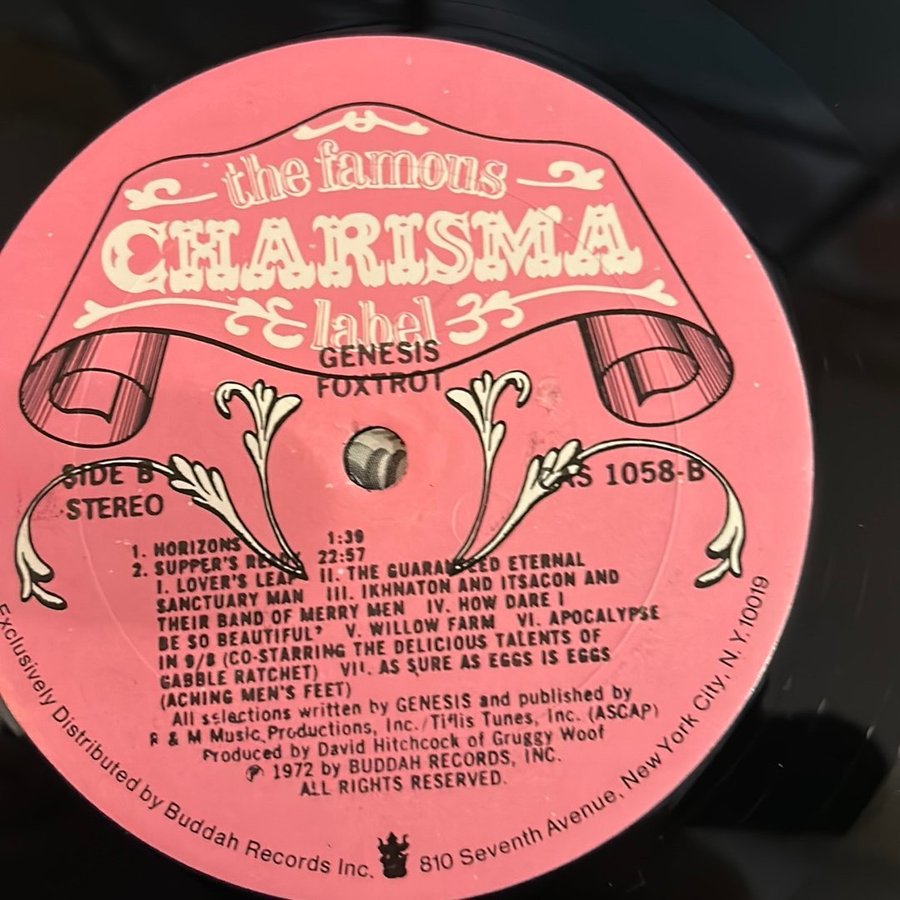 the famous
CHARISMA
label
GENESIS
FOXTROT
SIDE B
STEREO
CAS 1058-B
1. HORIZONS 1:39
2. SUPPER'S READY 22:57
I. LOVER'S LEAP II. THE GUARANTEED ETERNAL
SANCTUARY MAN III. IKHNATON AND ITSACON AND
THEIR BAND OF MERRY MEN IV. HOW DARE I
BE SO BEAUTIFUL? V. WILLOW FARM VI. APOCALYPSE
IN 9/8 (CO-STARRING THE DELICIOUS TALENTS OF
GABBLE RATCHET) VII. AS SURE AS EGGS IS EGGS
(ACHING MEN'S FEET)
All selections written by GENESIS and published by
R & M Music Productions, Inc./Tiflis Tunes, Inc. (ASCAP)
Produced by David Hitchcock of Gruggy Woof
℗ 1972 by BUDDAH RECORDS, INC.
ALL RIGHTS RESERVED.
Exclusively Distributed by Buddah Records Inc. 810 Seventh Avenue, New York City, N.Y. 10019